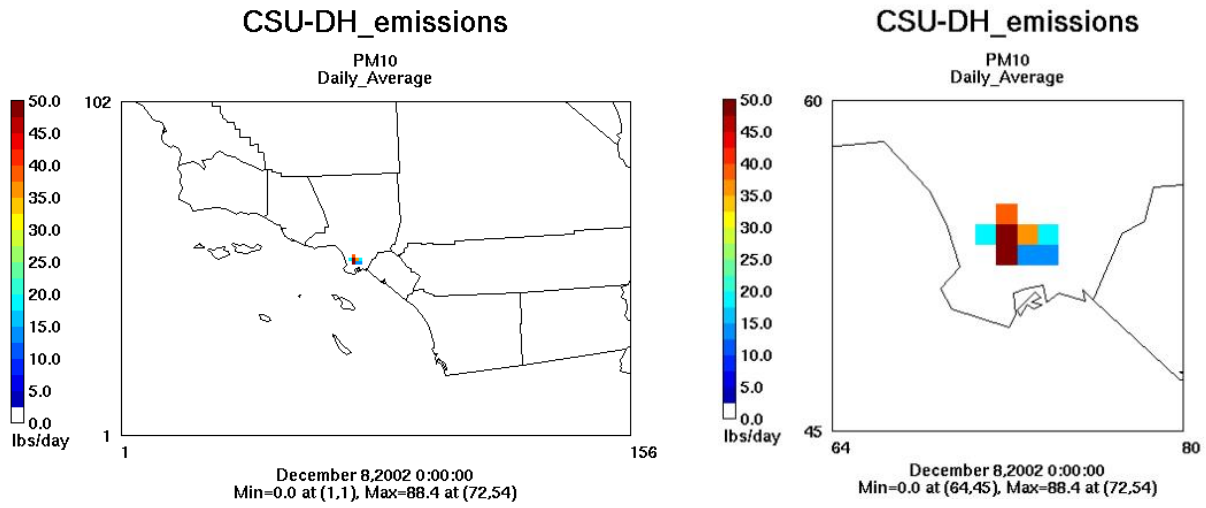 CSU-DH_emissions
PM10
Daily_Average
50.0
45.0
40.0
35.0
30.0
25.0
20.0
15.0
10.0
5.0
0.0
lbs/day
102
1
1
156
December 8,2002 0:00:00
Min=0.0 at (1,1), Max=88.4 at (72,54)
CSU-DH_emissions
PM10
Daily_Average
50.0
45.0
40.0
35.0
30.0
25.0
20.0
15.0
10.0
5.0
0.0
lbs/day
60
45
64
80
December 8,2002 0:00:00
Min=0.0 at (64,45), Max=88.4 at (72,54)